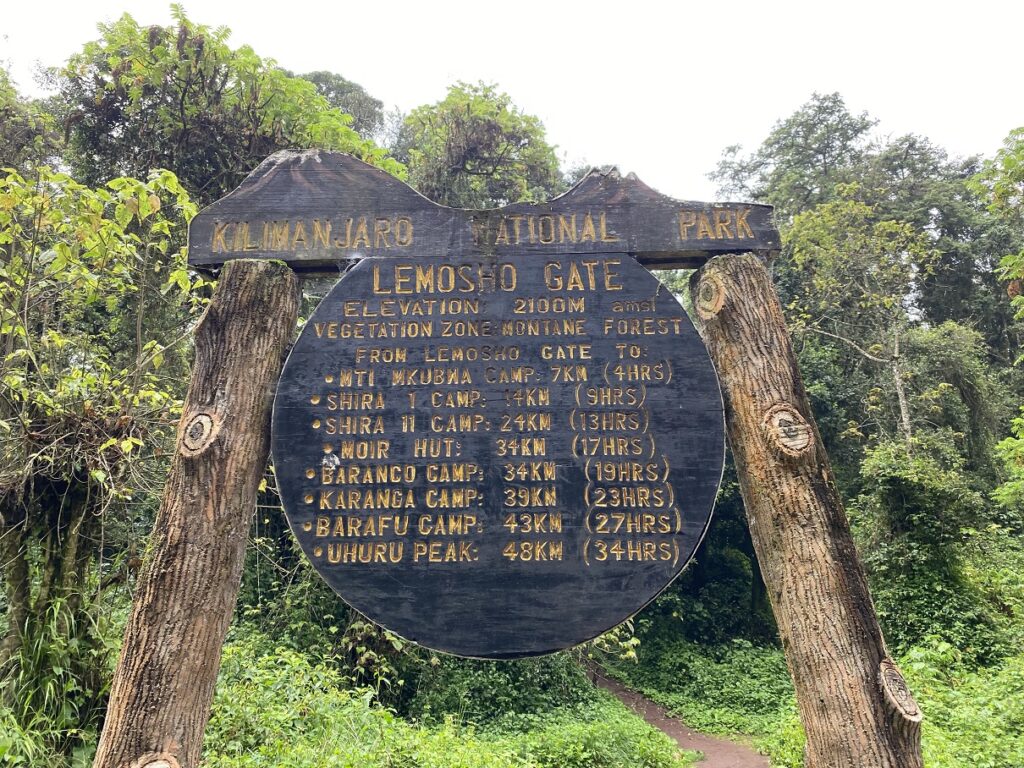 KILIMANJARO NATIONAL PARK
LEMOSHO GATE
ELEVATION: 2100M amsl
VEGETATION ZONE: MONTANE FOREST
FROM LEMOSHO GATE TO:
• MTI MKUBWA CAMP: 7KM (4HRS)
• SHIRA 1 CAMP: 14KM (9HRS)
• SHIRA 11 CAMP: 24KM (13HRS)
• MOIR HUT: 34KM (17HRS)
• BARANCO CAMP: 34KM (19HRS)
• KARANGA CAMP: 39KM (23HRS)
• BARAFU CAMP: 43KM (27HRS)
• UHURU PEAK: 48KM (34HRS)